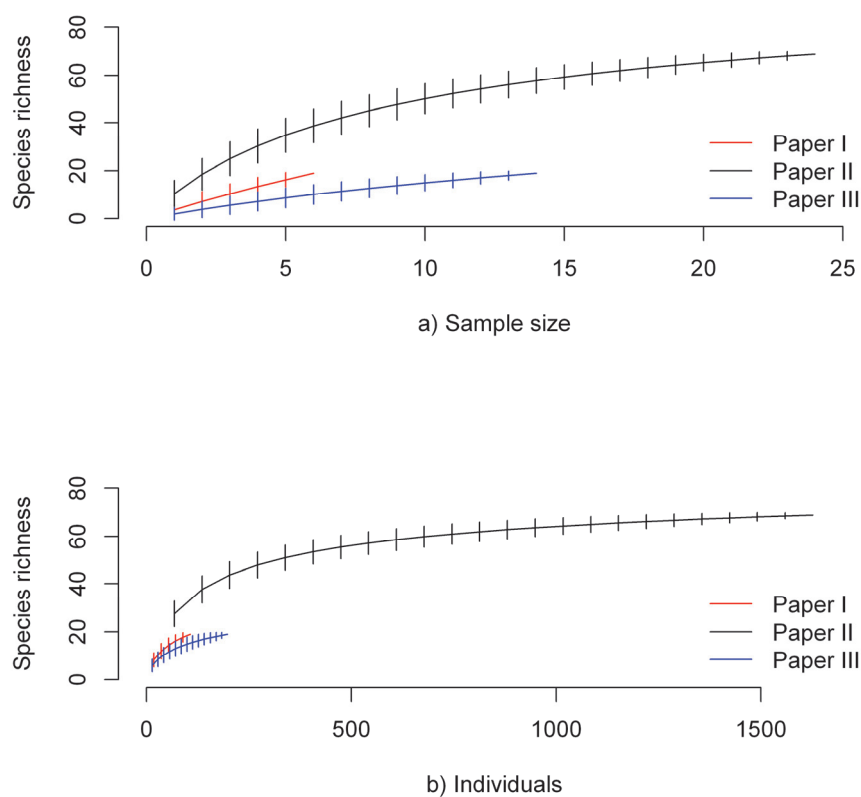 80
60
40
20
0
Species richness
Paper I
Paper II
Paper III
0 5 10 15 20 25
a) Sample size
80
60
40
20
0
Species richness
Paper I
Paper II
Paper III
0 500 1000 1500
b) Individuals